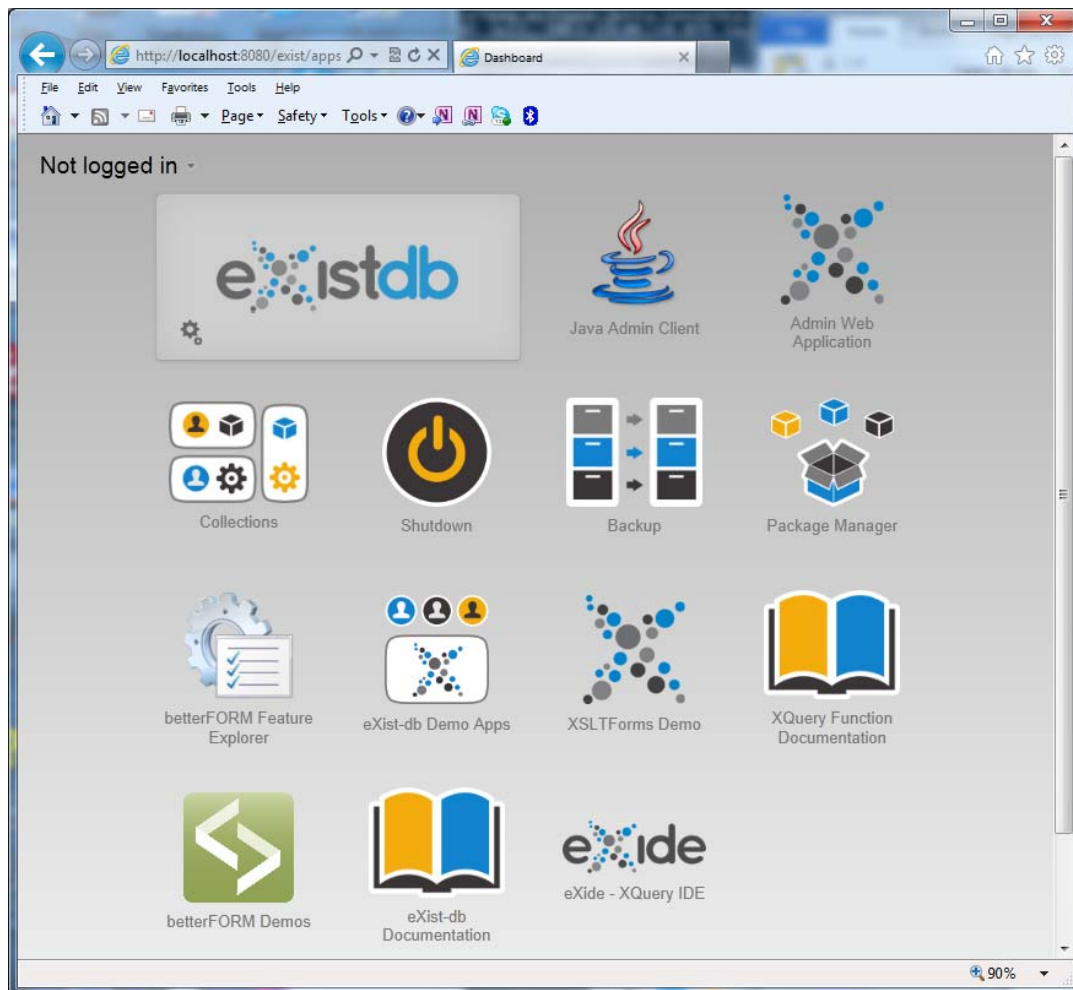 http://localhost:8080/exist/apps
Dashboard
File Edit View Favorites Tools Help
Page Safety Tools
Not logged in
eXistdb
Java Admin Client
Admin Web
Application
Collections
Shutdown
Backup
Package Manager
betterFORM Feature
Explorer
eXist-db Demo Apps
XSLTForms Demo
XQuery Function
Documentation
betterFORM Demos
eXist-db
Documentation
eXide
eXide - XQuery IDE
90%